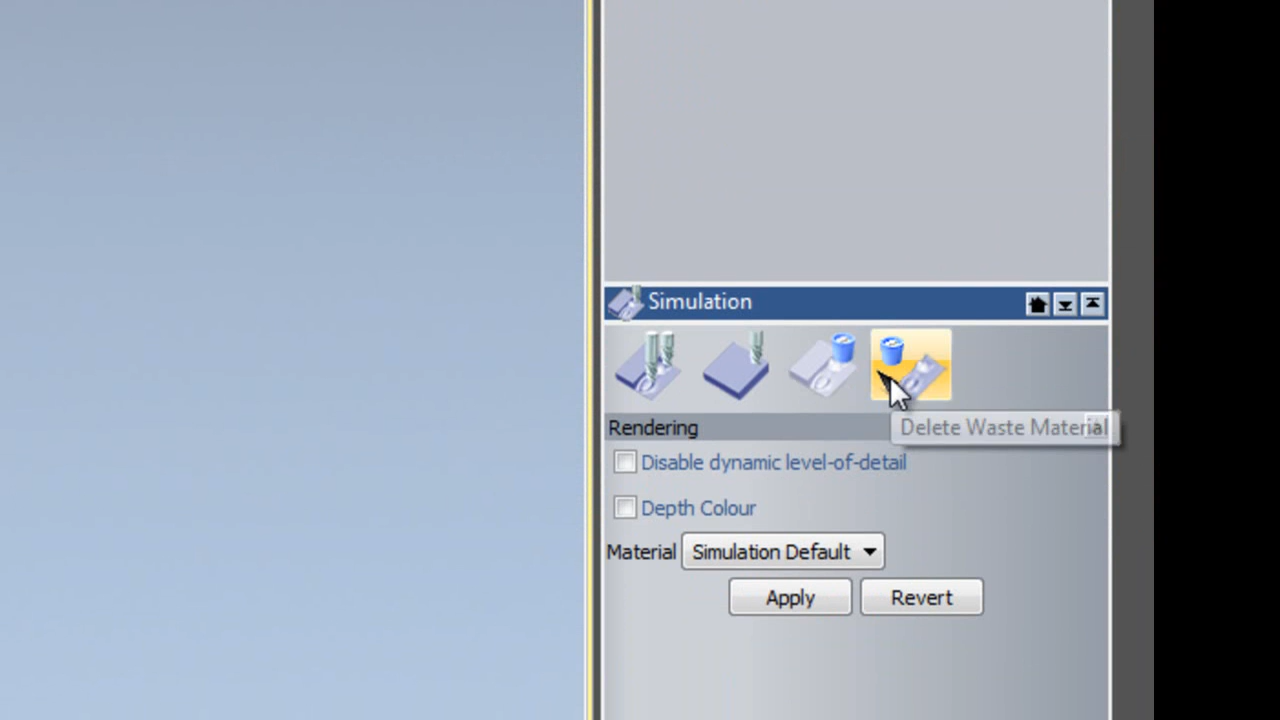 Simulation
Rendering
Delete Waste Material
Disable dynamic level-of-detail
Depth Colour
Material Simulation Default
Apply Revert